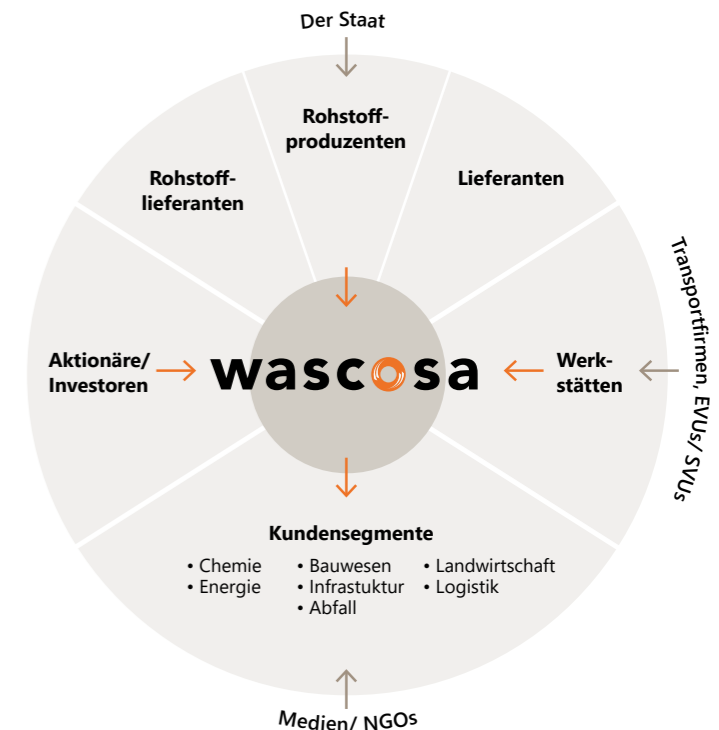 Der Staat
Rohstoff-
produzenten
Rohstoff-
lieferanten
Lieferanten
Transportfirmen, EVUs/ SVUs
Aktionäre/
Investoren
wascosa
Werk-
stätten
Kundensegmente
• Chemie
• Energie
• Bauwesen
• Infrastuktur
• Abfall
• Landwirtschaft
• Logistik
Medien/ NGOs